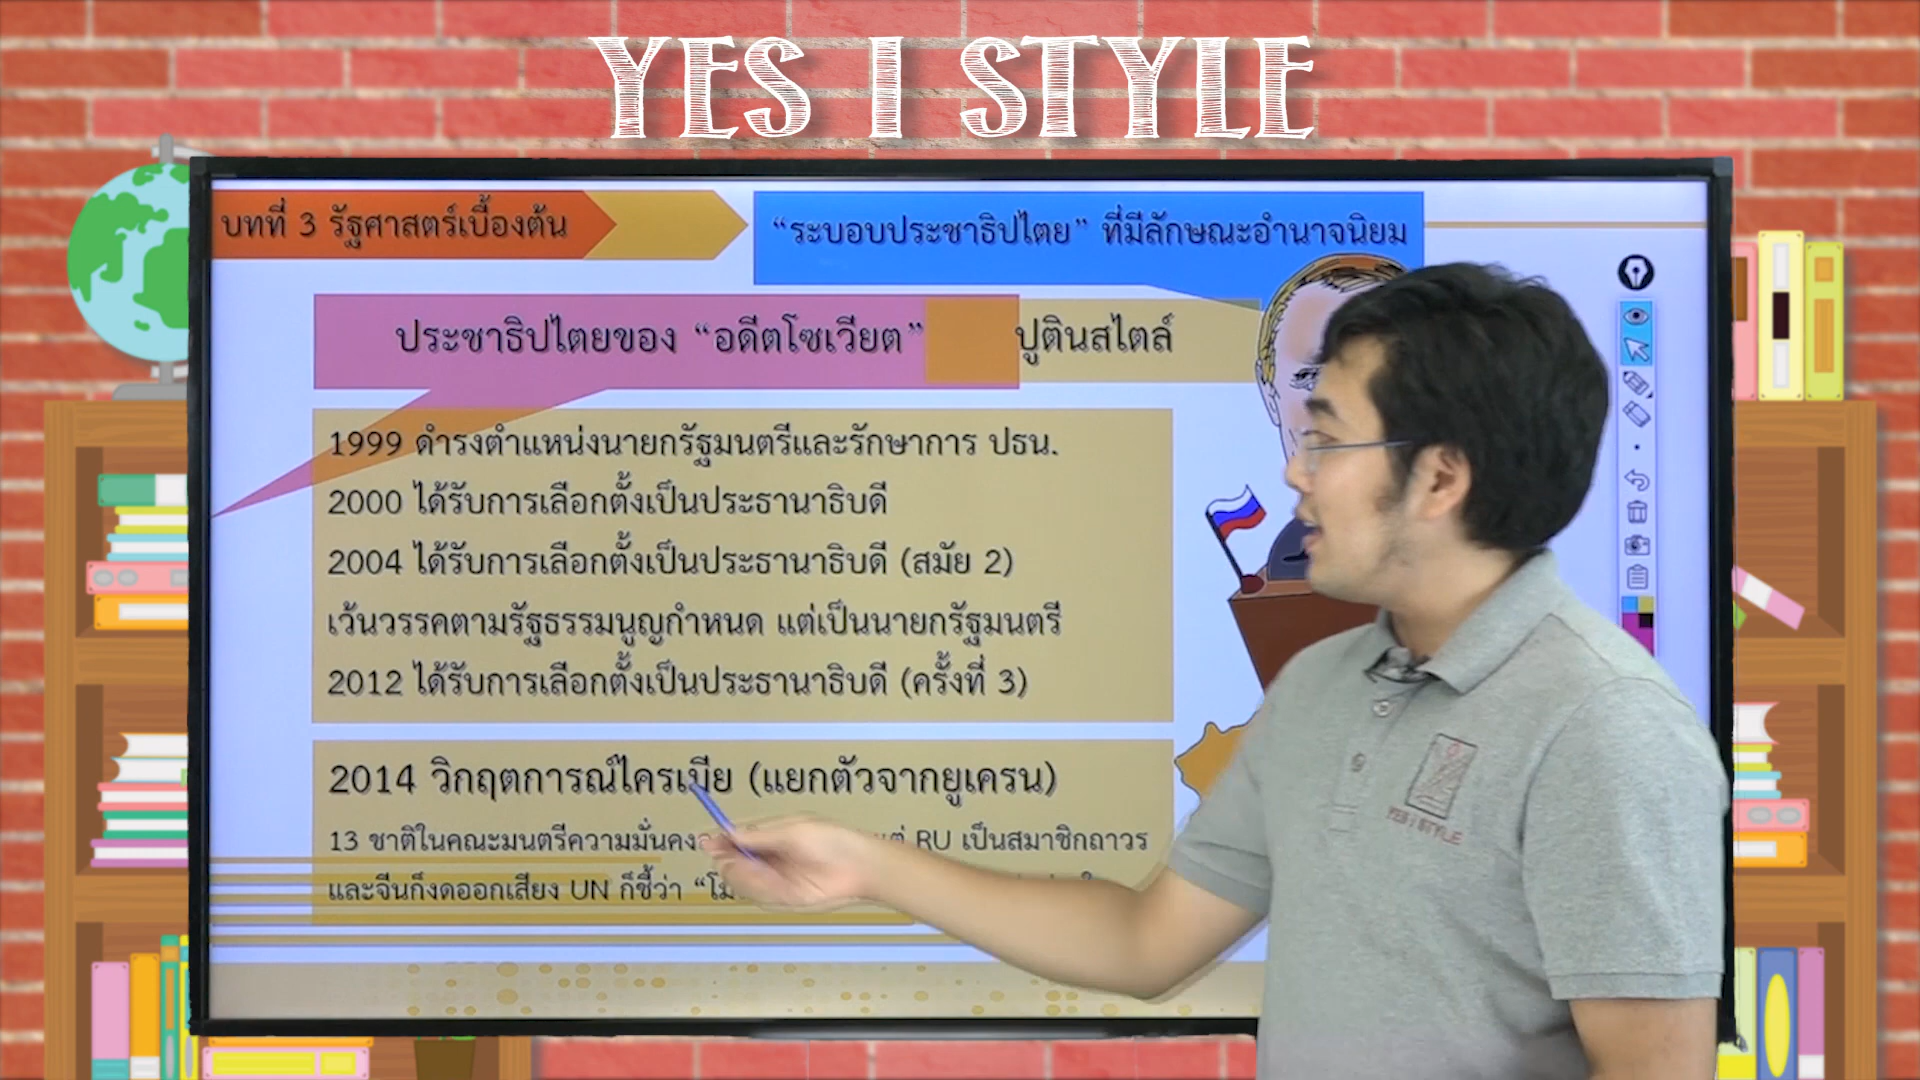 YES I STYLE
บทที่ 3 รัฐศาสตร์เบื้องต้น
“ระบอบประชาธิปไตย” ที่มีลักษณะอำนาจนิยม
ประชาธิปไตยของ “อดีตโซเวียต”
ปูตินสไตล์
1999 ดำรงตำแหน่งนายกรัฐมนตรีและรักษาการ ปธน.
2000 ได้รับการเลือกตั้งเป็นประธานาธิบดี
2004 ได้รับการเลือกตั้งเป็นประธานาธิบดี (สมัย 2)
เว้นวรรคตามรัฐธรรมนูญกำหนด แต่เป็นนายกรัฐมนตรี
2012 ได้รับการเลือกตั้งเป็นประธานาธิบดี (ครั้งที่ 3)
2014 วิกฤตการณ์ไครเมีย (แยกตัวจากยูเครน)
13 ชาติในคณะมนตรีความมั่นคง RU เป็นสมาชิกถาวร
และจีนก็งดออกเสียง UN ก็ชี้ว่า
YES I STYLE